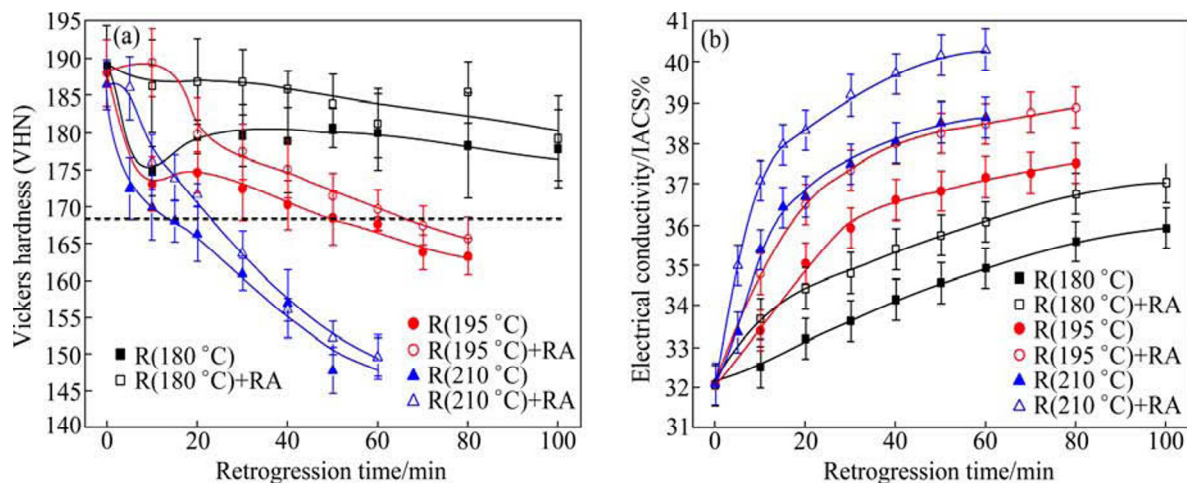 (a)
Vickers hardness (VHN)
195
190
185
180
175
170
165
160
155
150
145
140
R(180 °C)
R(180 °C)+RA
R(195 °C)
R(195 °C)+RA
R(210 °C)
R(210 °C)+RA
0 20 40 60 80 100
Retrogression time/min
(b)
Electrical conductivity/IACS%
41
40
39
38
37
36
35
34
33
32
31
R(180 °C)
R(180 °C)+RA
R(195 °C)
R(195 °C)+RA
R(210 °C)
R(210 °C)+RA
0 20 40 60 80 100
Retrogression time/min